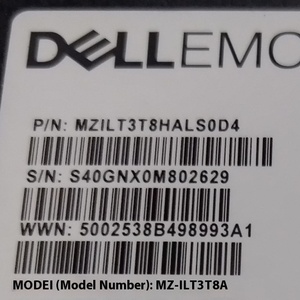 DELLEMC
P/N: MZILT3T8HALS0D4
S/N: S40GNX0M802629
WWN: 5002538B498993A1
MODEl (Model Number): MZ-ILT3T8A